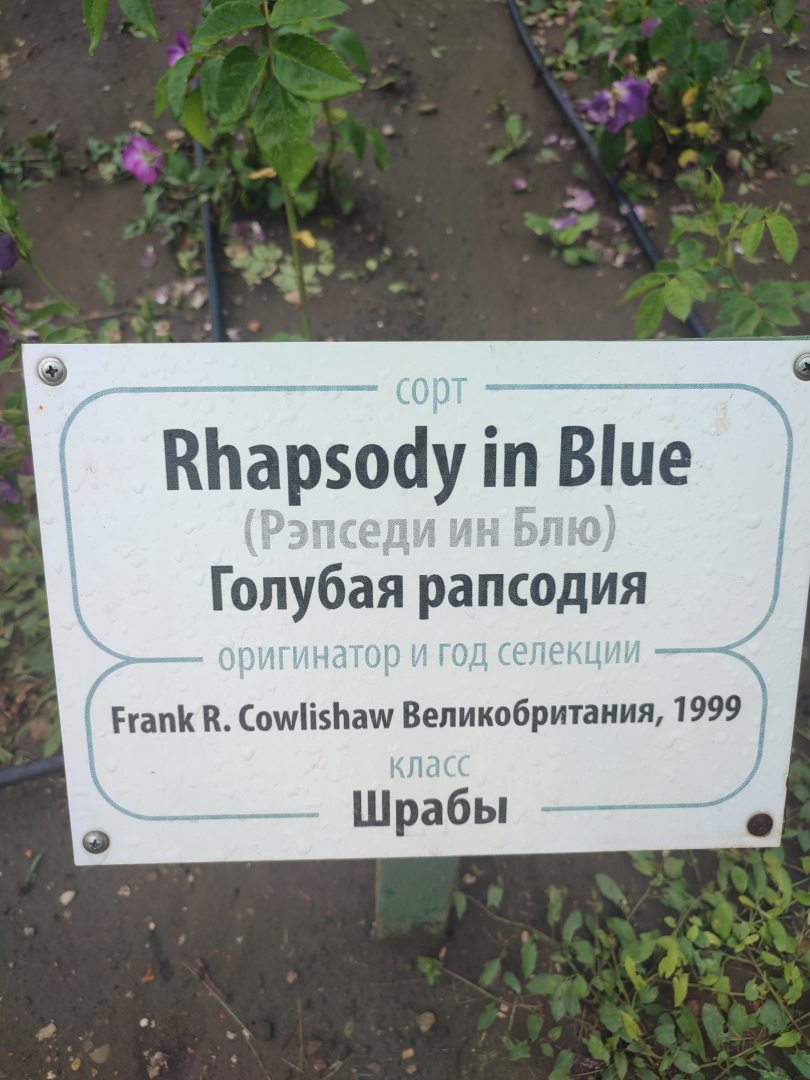 сорт
Rhapsody in Blue
(Рэпседи ин Блю)
Голубая рапсодия
оригинатор и год селекции
Frank R. Cowlishaw Великобритания, 1999
класс
Шрабы